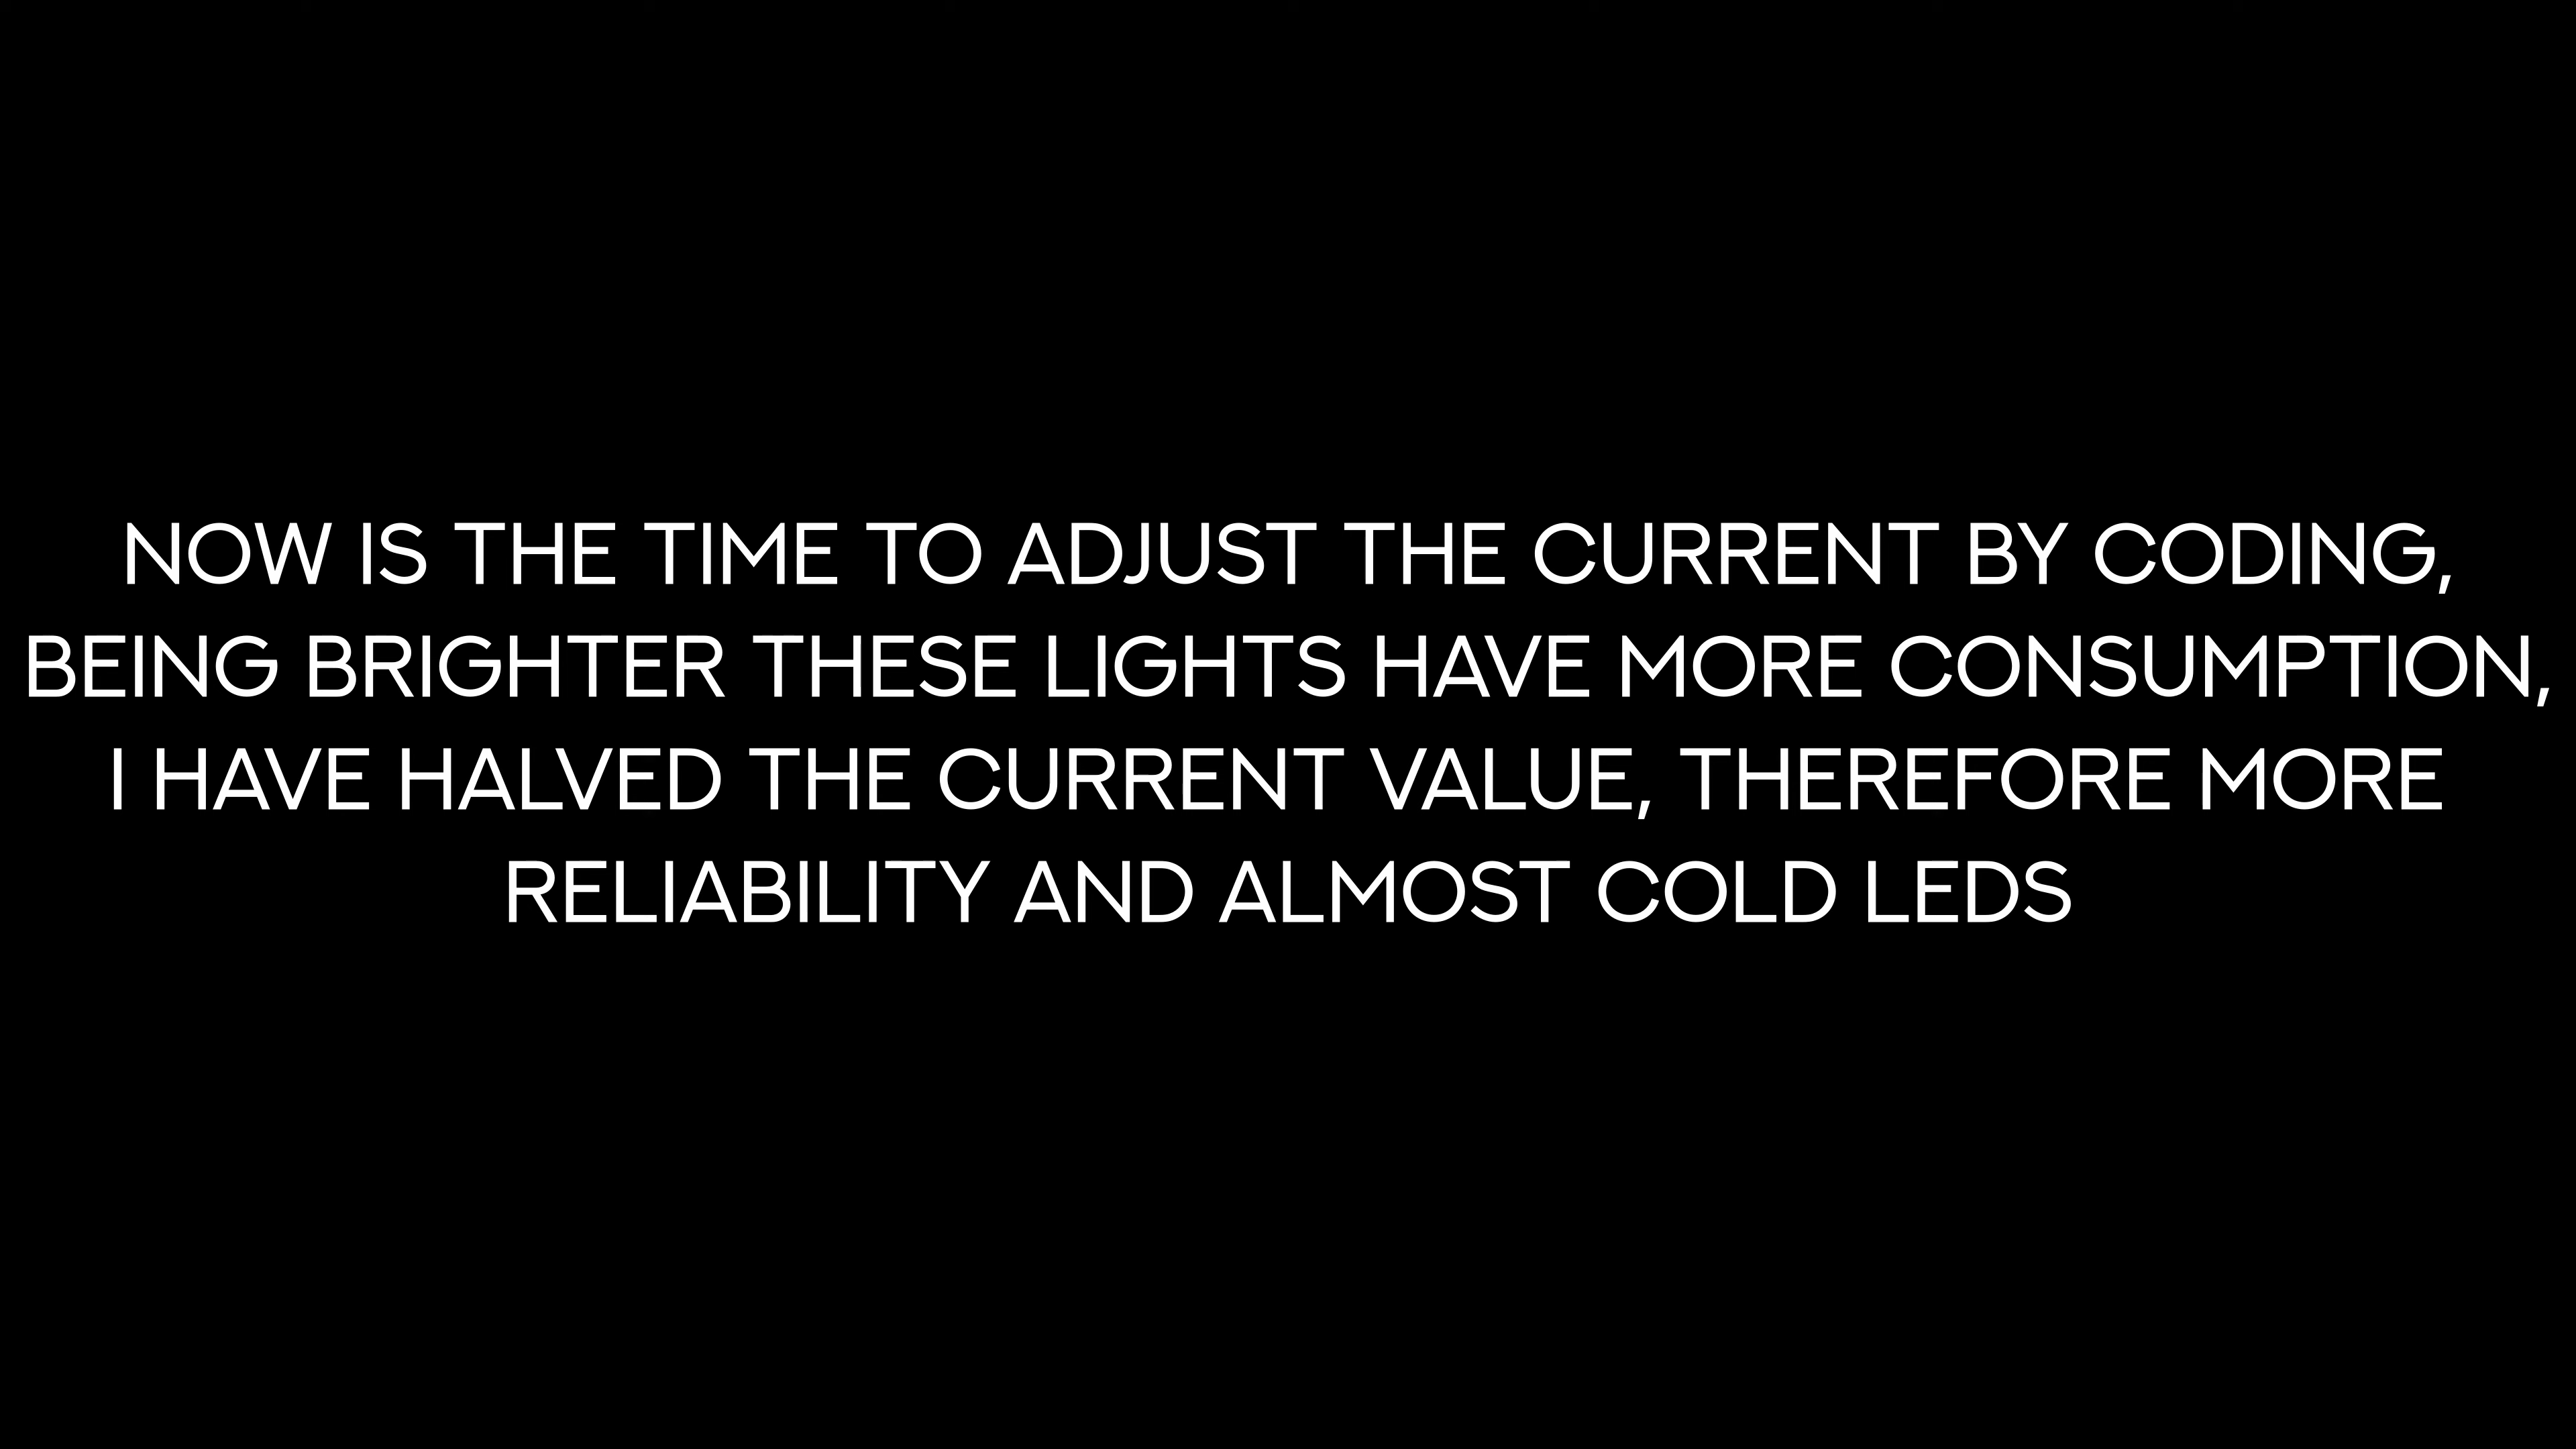 NOW IS THE TIME TO ADJUST THE CURRENT BY CODING,
BEING BRIGHTER THESE LIGHTS HAVE MORE CONSUMPTION,
I HAVE HALVED THE CURRENT VALUE, THEREFORE MORE
RELIABILITY AND ALMOST COLD LEDS